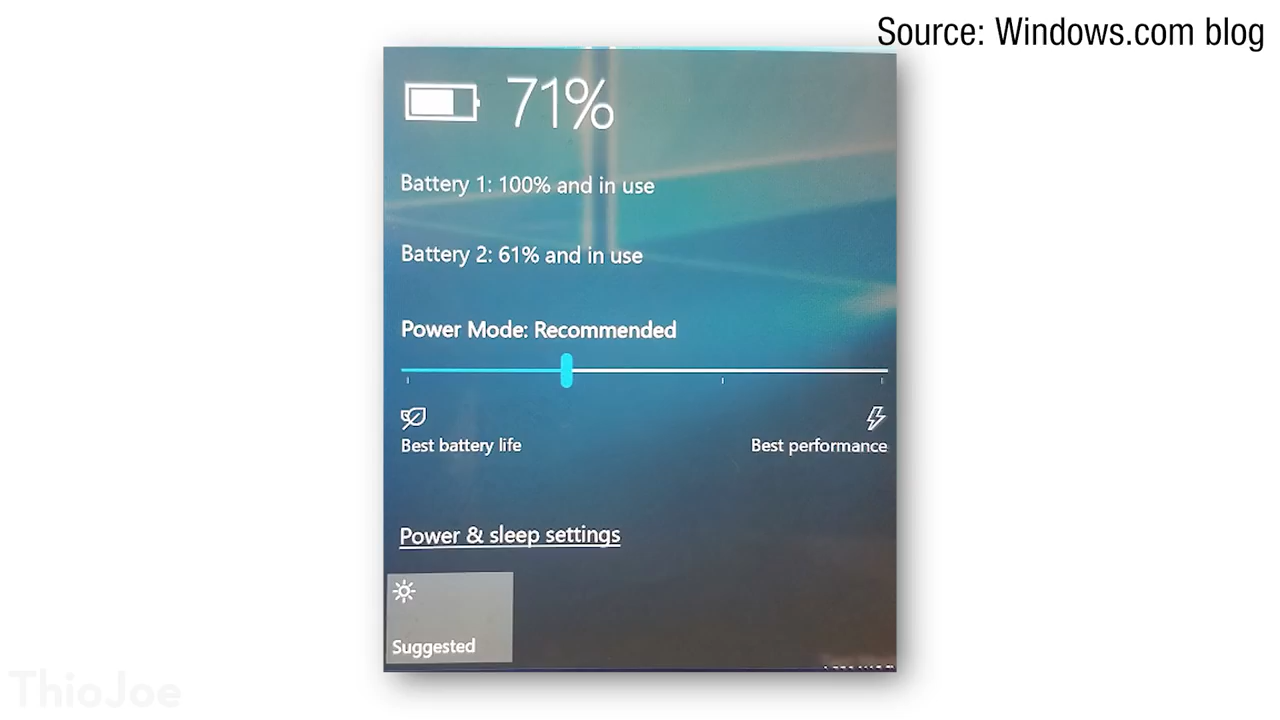 Source: Windows.com blog
71%
Battery 1: 100% and in use
Battery 2: 61% and in use
Power Mode: Recommended
Best battery life
Best performance
Power & sleep settings
Suggested
ThioJoe